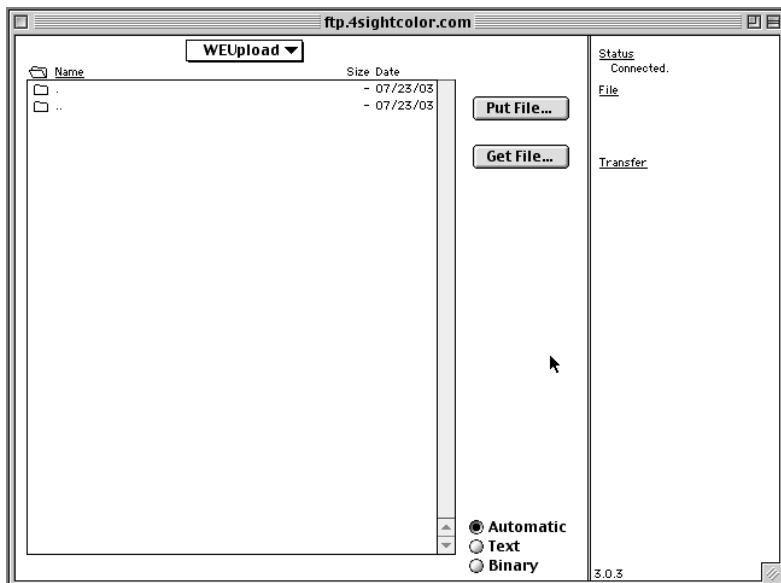 ftp.4sightcolor.com
WEUpload
Name Size Date
. - 07/23/03
.. - 07/23/03
Put File...
Get File...
Automatic
Text
Binary
Status
Connected.
File
Transfer
3.0.3